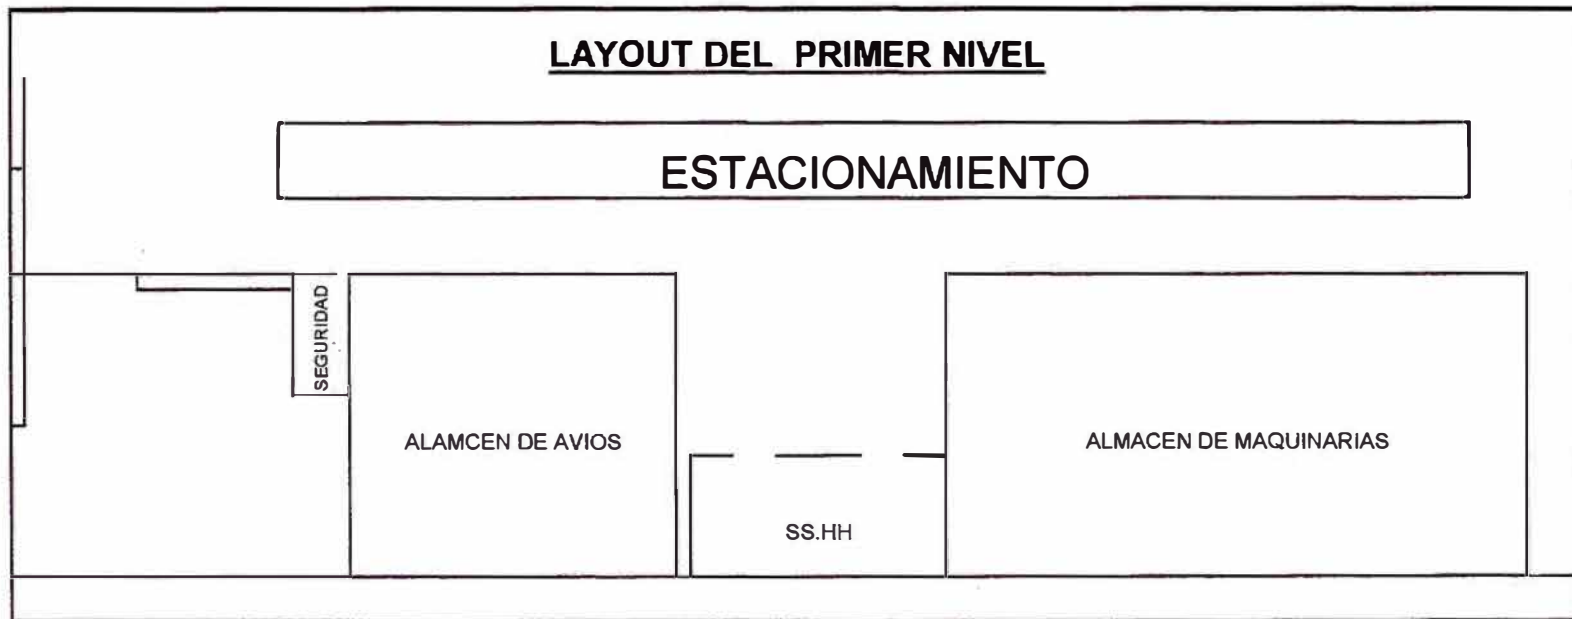 LAYOUT DEL PRIMER NIVEL
ESTACIONAMIENTO
SEGURIDAD
ALAMCEN DE AVIOS
ALMACEN DE MAQUINARIAS
SS.HH